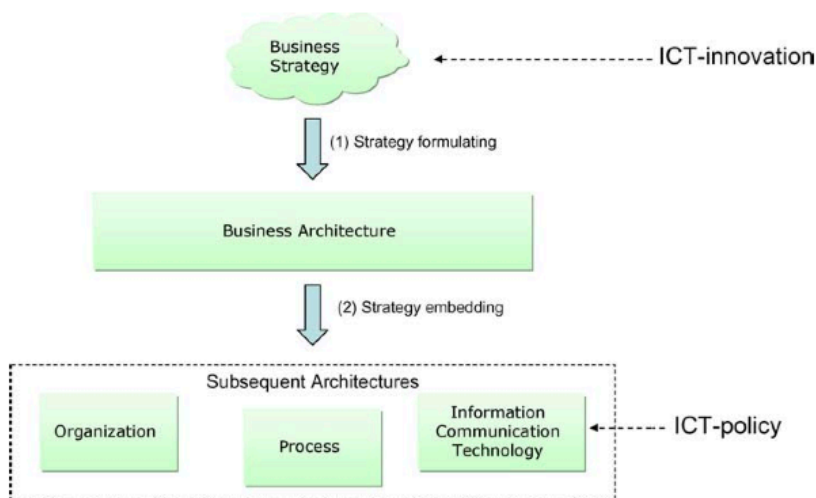 Business
Strategy
ICT-innovation
(1) Strategy formulating
Business Architecture
(2) Strategy embedding
Subsequent Architectures
Organization
Process
Information
Communication
Technology
ICT-policy